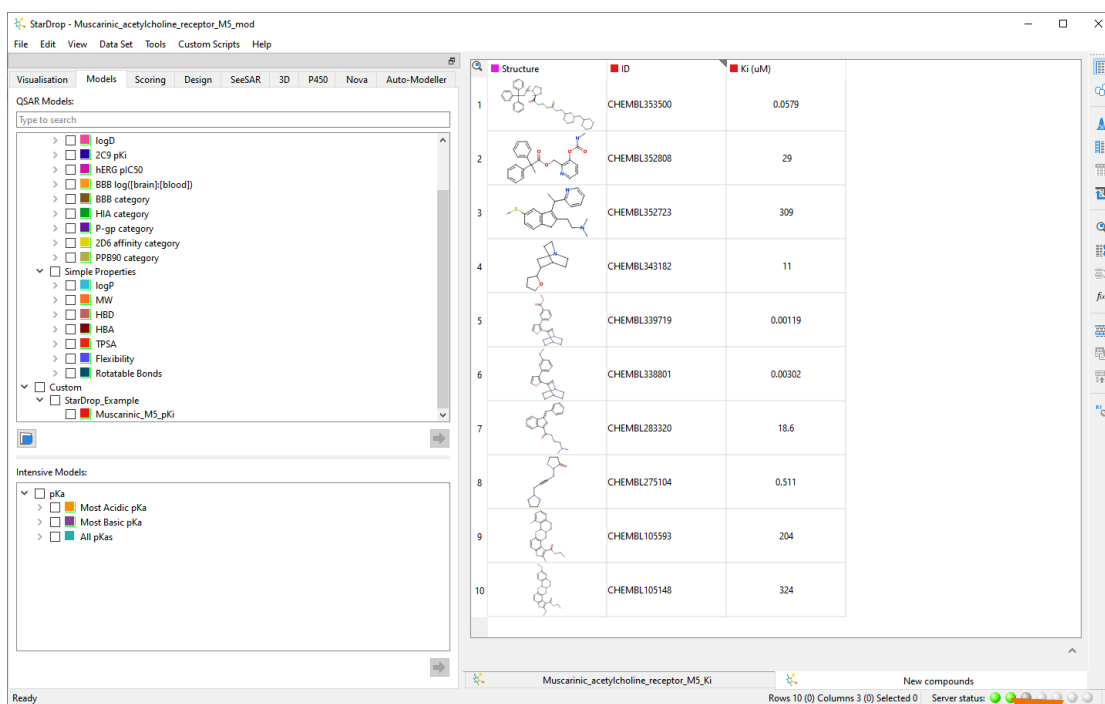 StarDrop - Muscarinic_acetylcholine_receptor_M5_mod
File Edit View Data Set Tools Custom Scripts Help
Visualisation Models Scoring Design SeeSAR 3D P450 Nova Auto-Modeller
QSAR Models:
Type to search
logD
2C9 pKi
hERG pIC50
BBB log([brain]:[blood])
BBB category
HIA category
P-gp category
2D6 affinity category
PPB90 category
Simple Properties
logP
MW
HBD
HBA
TPSA
Flexibility
Rotatable Bonds
Custom
StarDrop_Example
Muscarinic_M5_pKi
Intensive Models:
pKa
Most Acidic pKa
Most Basic pKa
All pKas
Structure ID Ki (uM)
1 CHEMBL353500 0.0579
2 CHEMBL352808 29
3 CHEMBL352723 309
4 CHEMBL343182 11
5 CHEMBL339719 0.00119
6 CHEMBL338801 0.00302
7 CHEMBL283320 18.6
8 CHEMBL275104 0.511
9 CHEMBL105593 204
10 CHEMBL105148 324
Muscarinic_acetylcholine_receptor_M5_Ki New compounds
Ready Rows 10 (0) Columns 3 (0) Selected 0 Server status: